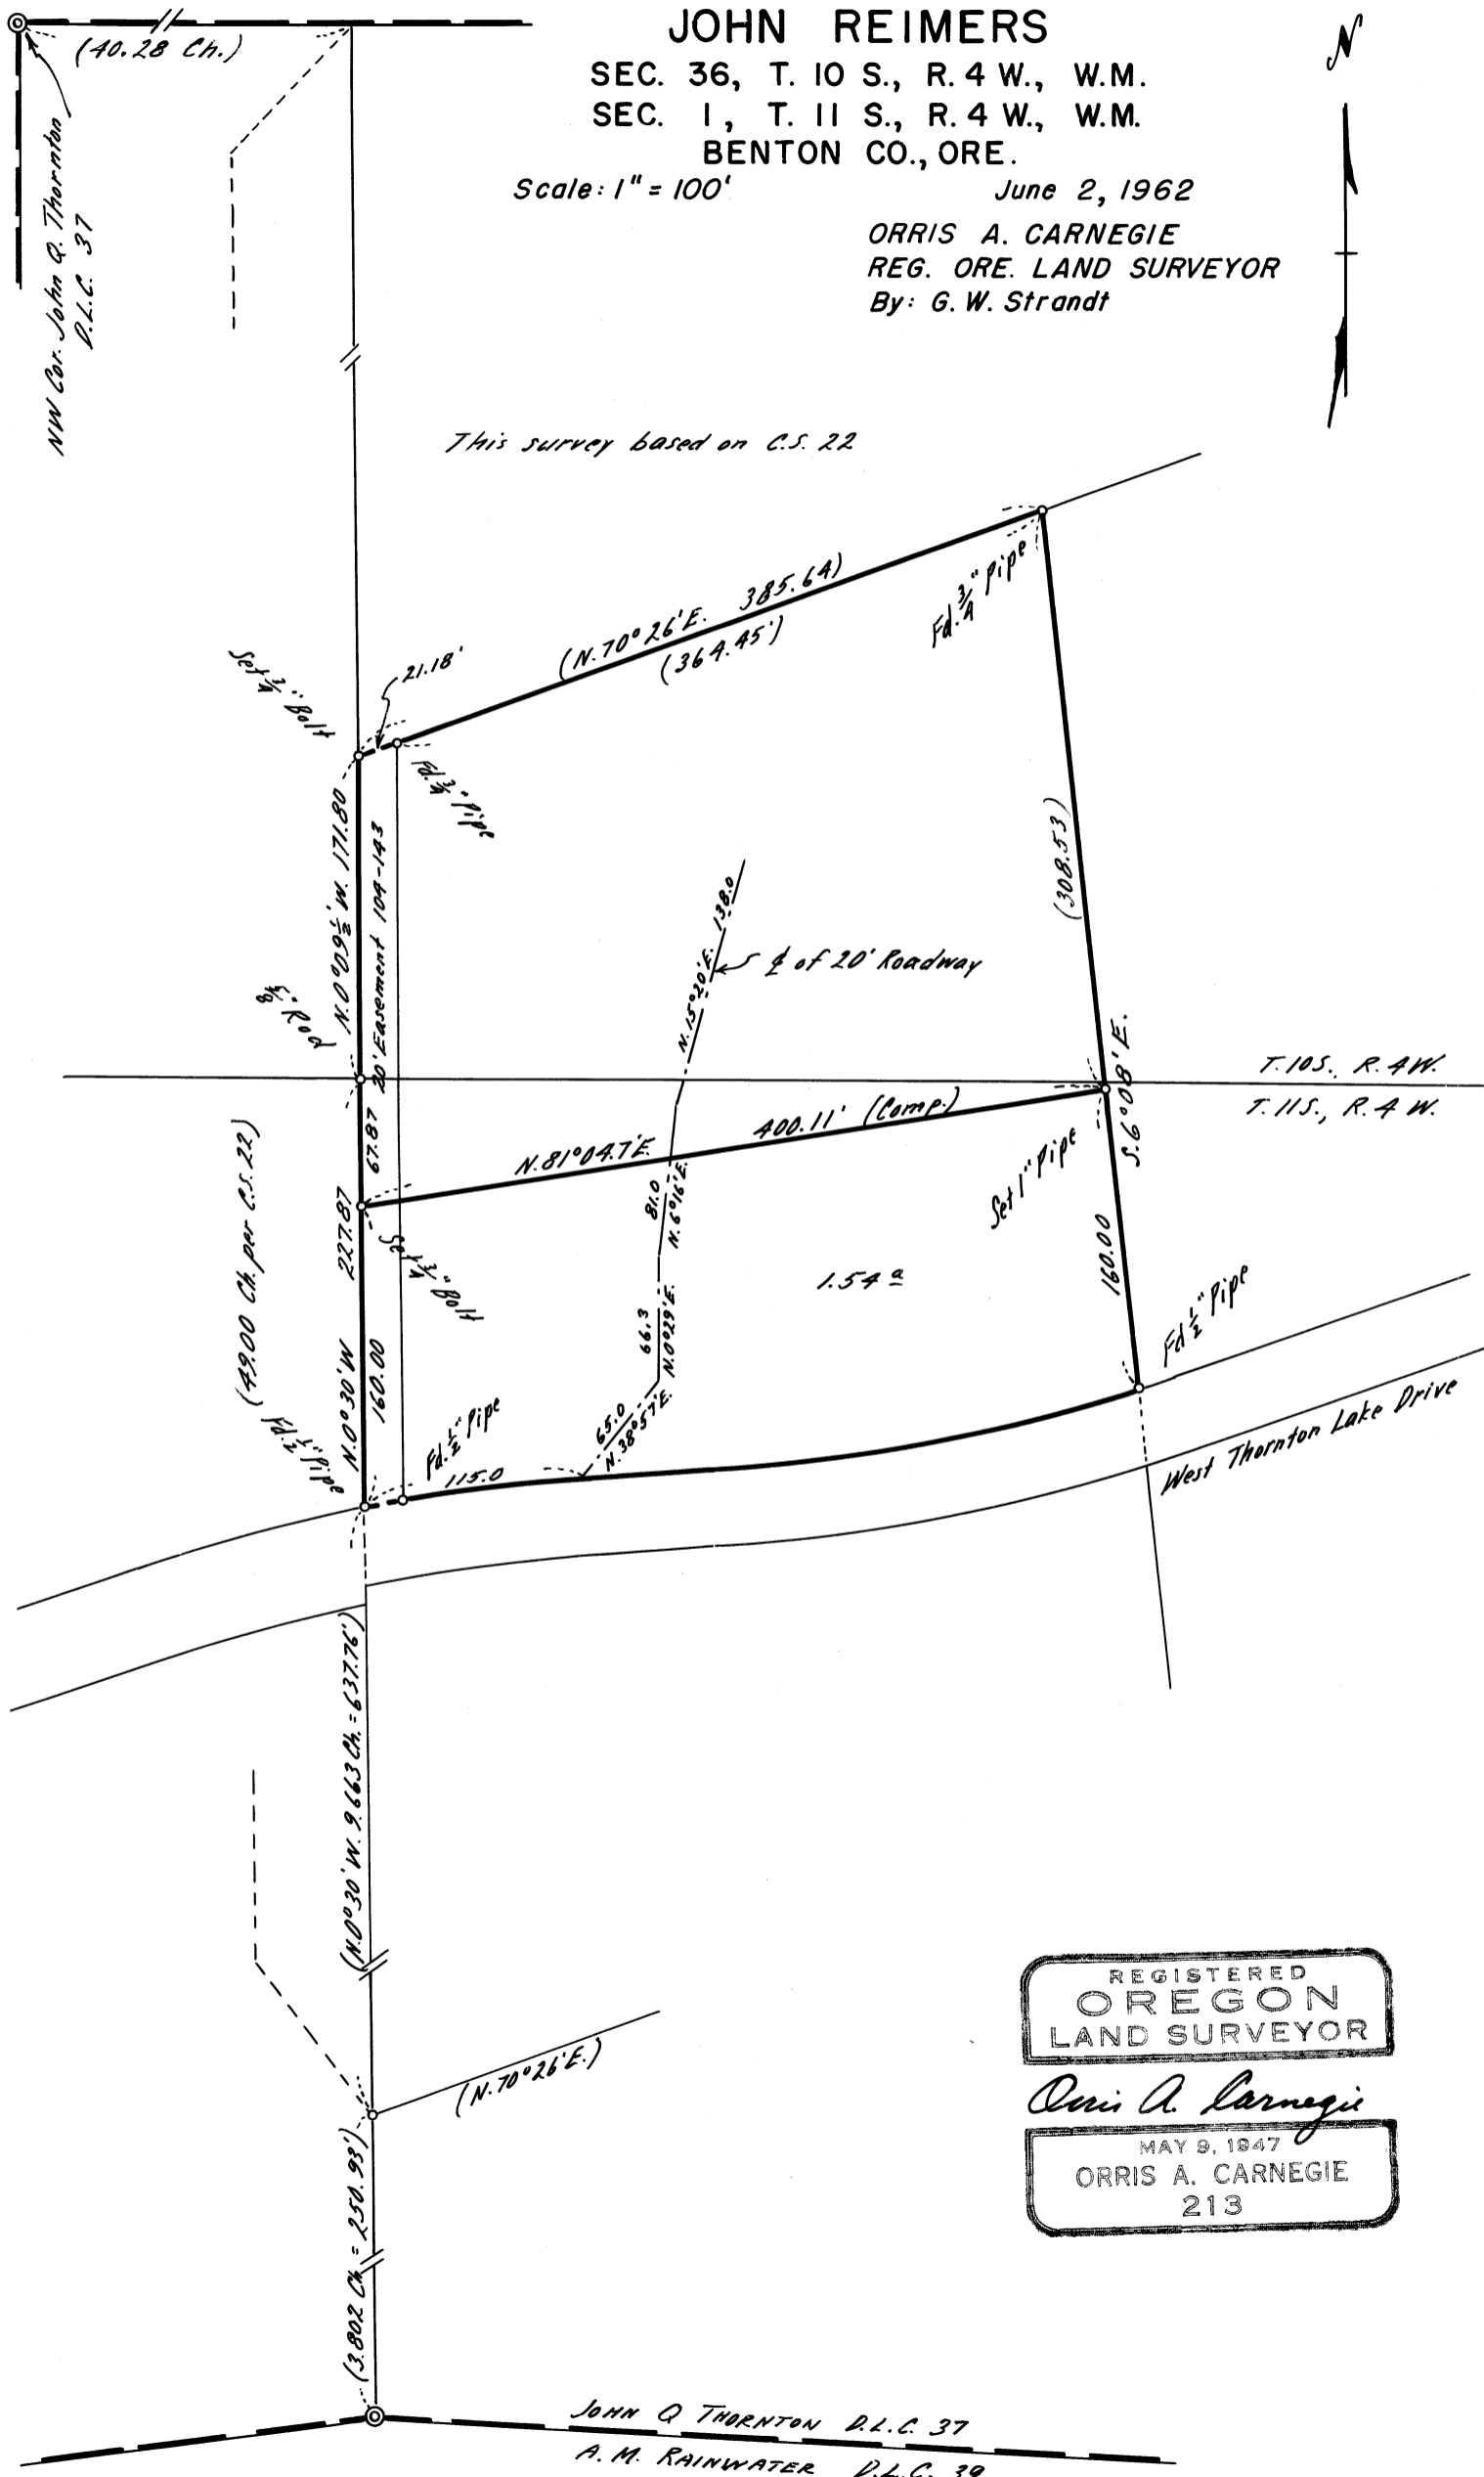 JOHN REIMERS
SEC. 36, T. 10 S., R. 4 W., W.M.
SEC. 1, T. 11 S., R. 4 W., W.M.
BENTON CO., ORE.
Scale: 1" = 100'
June 2, 1962
ORRIS A. CARNEGIE
REG. ORE. LAND SURVEYOR
By: G. W. Strandt
N
(40.28 Ch.)
NW Cor. John Q. Thornton
D.L.C. 37
This survey based on C.S. 22
(N.70°26'E. 385.64)
(364.45')
Fd. 3/4" Pipe
21.18'
Set 3/4" Bolt
Fd. 3/4" Pipe
N.0°09½'W. 171.80
20' Easement 104-143
(308.53)
N.15°20'E. 138.0
₵ of 20' Roadway
5/8" Rod
T.10S., R.4W.
T.11S., R.4W.
S.6°08'E.
67.87
N.81°04.7'E. 400.11' (Comp.)
Set 1" Pipe
(49.00 Ch. per C.S. 22)
227.87
Set 3/4" Bolt
81.0
N.6°16'E.
1.54 a
160.00
Fd 1/2" Pipe
66.3
N.0°29'E.
N.0°30'W
160.00
Fd. 1/2" Pipe
Fd. 1/2" Pipe
65.0
N.38°57'E.
115.0
West Thornton Lake Drive
(N.0°30'W. 9.663 Ch. = 637.76')
(N.70°26'E.)
(3.802 Ch. = 250.93')
REGISTERED
OREGON
LAND SURVEYOR
Orris A. Carnegie
MAY 9, 1947
ORRIS A. CARNEGIE
213
JOHN Q THORNTON D.L.C. 37
A. M. RAINWATER D.L.C. 39